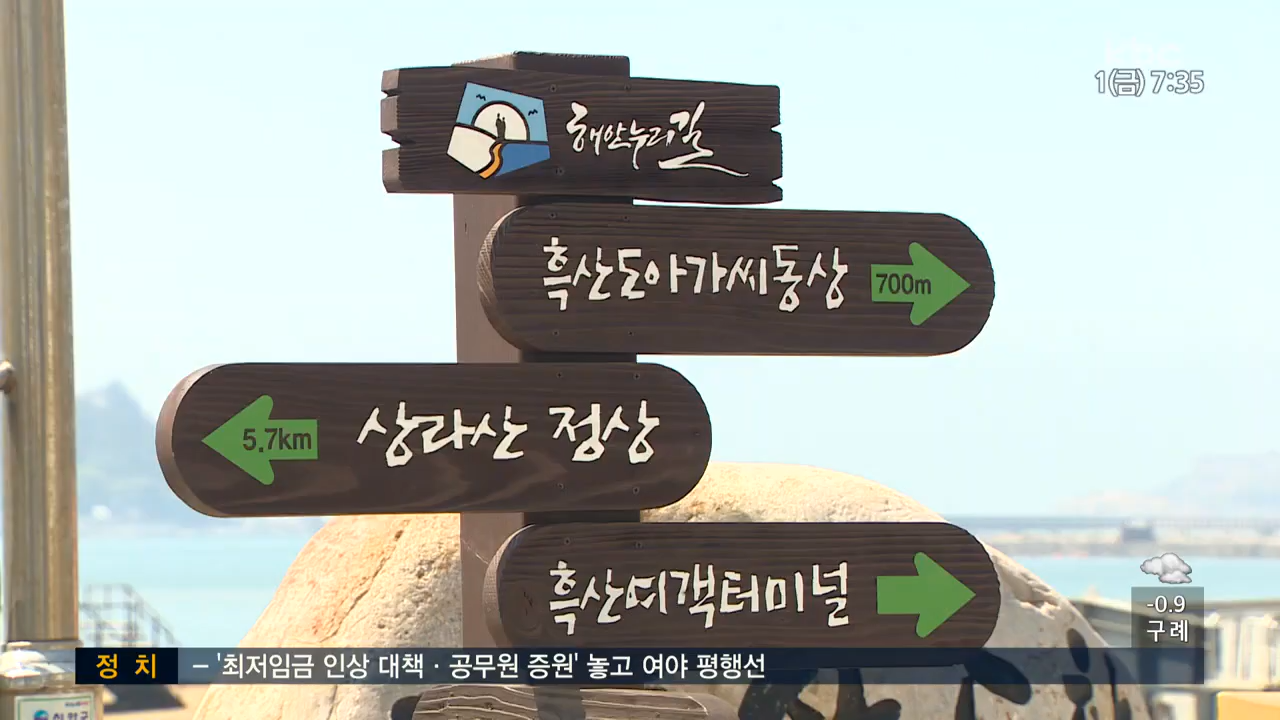 1(금) 7:35
해안누리길
흑산도아가씨동상 700m
5.7km 상라산 정상
흑산여객터미널
-0.9
구례
정 치 – '최저임금 인상 대책 · 공무원 증원' 놓고 여야 평행선